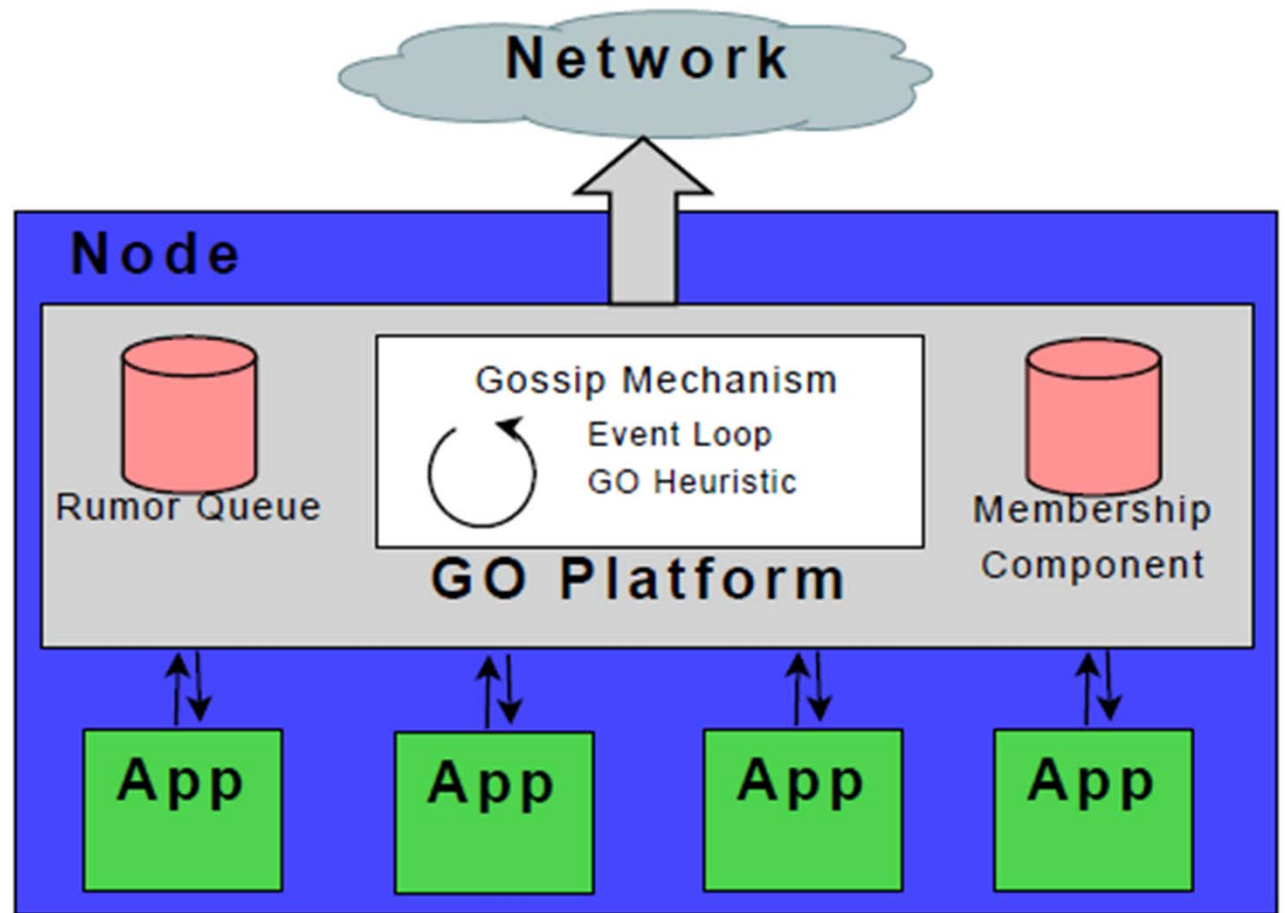 Network
Node
Gossip Mechanism
Event Loop
GO Heuristic
Rumor Queue
Membership
Component
GO Platform
App
App
App
App